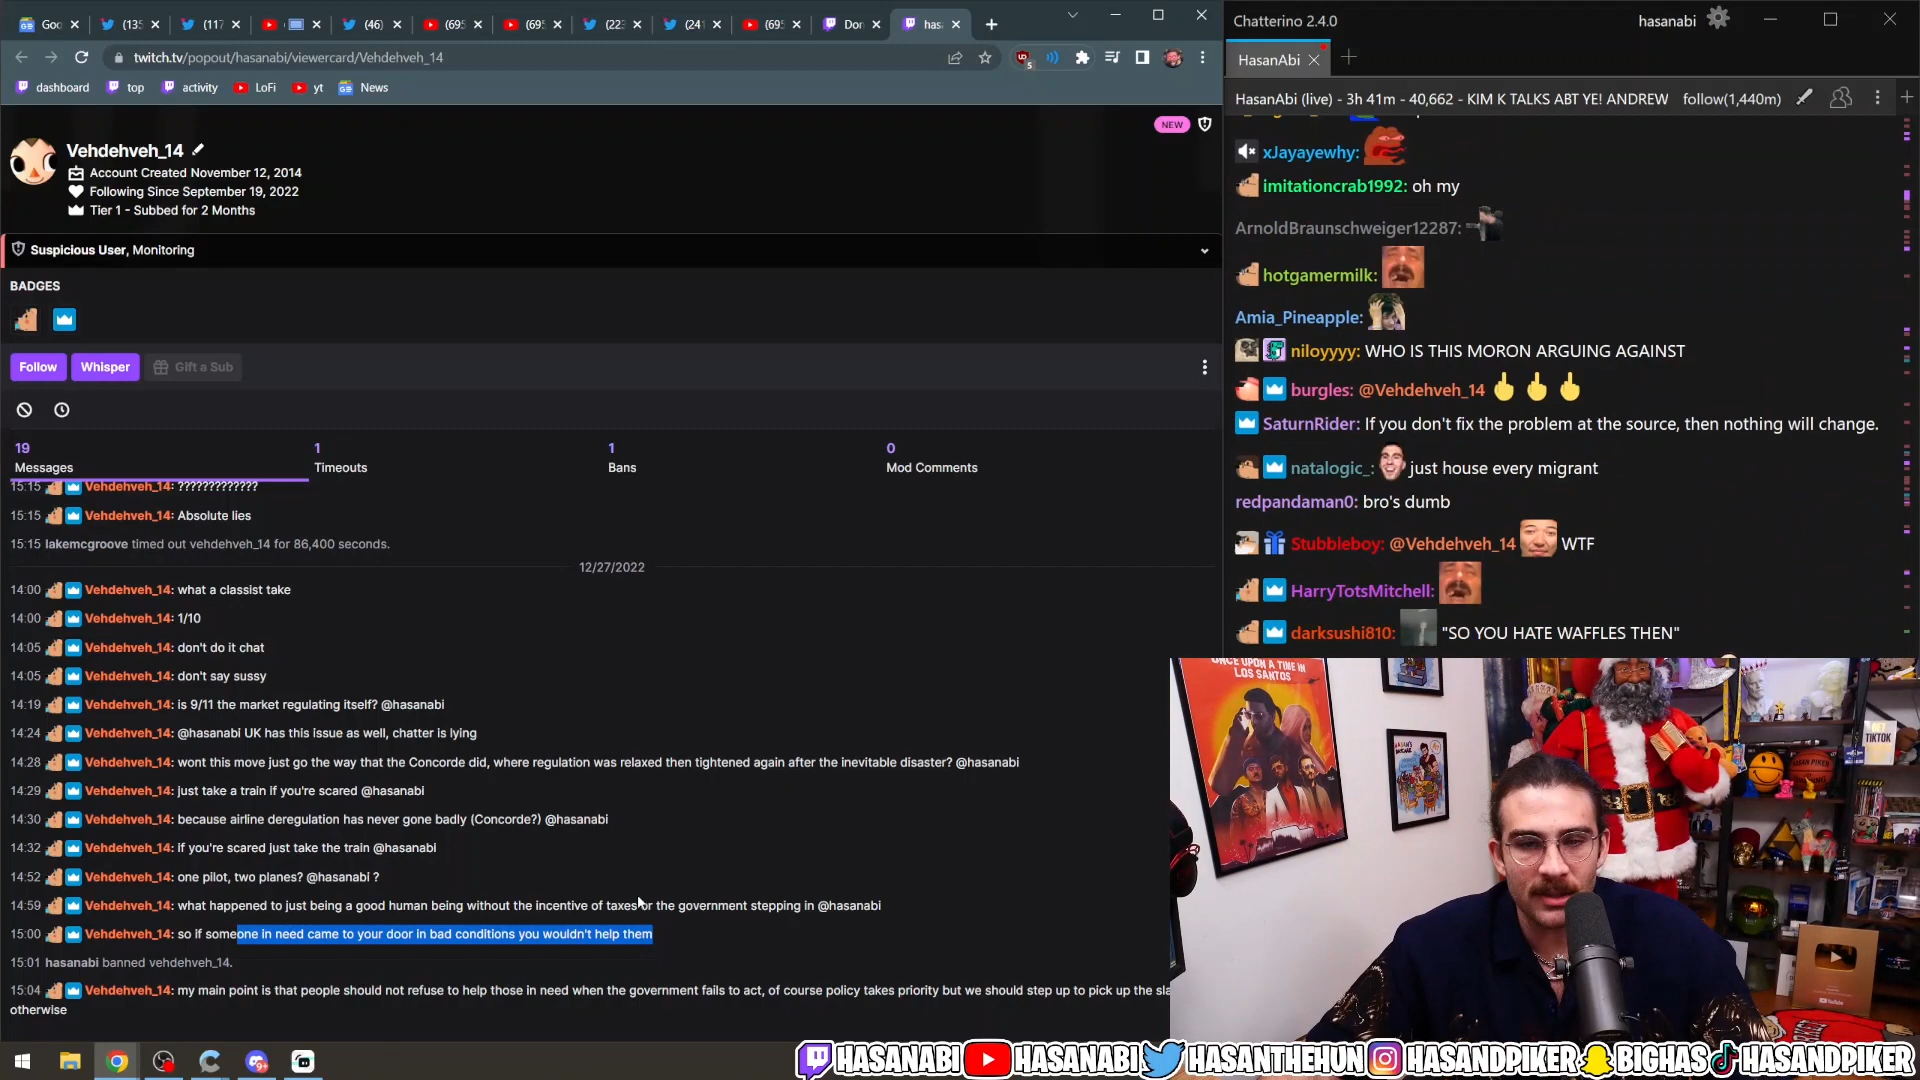 Goo
(135
(117
(46)
(695
(695
(223
(241
(695
Don
has
twitch.tv/popout/hasanabi/viewercard/Vehdehveh_14
dashboard top activity LoFi yt News
NEW
Vehdehveh_14
Account Created November 12, 2014
Following Since September 19, 2022
Tier 1 - Subbed for 2 Months
Suspicious User, Monitoring
BADGES
Follow Whisper Gift a Sub
19 1 1 0
Messages Timeouts Bans Mod Comments
15:15 Vehdehveh_14: ?????????????
15:15 Vehdehveh_14: Absolute lies
15:15 lakemcgroove timed out vehdehveh_14 for 86,400 seconds.
12/27/2022
14:00 Vehdehveh_14: what a classist take
14:00 Vehdehveh_14: 1/10
14:05 Vehdehveh_14: don't do it chat
14:05 Vehdehveh_14: don't say sussy
14:19 Vehdehveh_14: is 9/11 the market regulating itself? @hasanabi
14:24 Vehdehveh_14: @hasanabi UK has this issue as well, chatter is lying
14:28 Vehdehveh_14: wont this move just go the way that the Concorde did, where regulation was relaxed then tightened again after the inevitable disaster? @hasanabi
14:29 Vehdehveh_14: just take a train if you're scared @hasanabi
14:30 Vehdehveh_14: because airline deregulation has never gone badly (Concorde?) @hasanabi
14:32 Vehdehveh_14: if you're scared just take the train @hasanabi
14:52 Vehdehveh_14: one pilot, two planes? @hasanabi ?
14:59 Vehdehveh_14: what happened to just being a good human being without the incentive of taxes or the government stepping in @hasanabi
15:00 Vehdehveh_14: so if someone in need came to your door in bad conditions you wouldn't help them
15:01 hasanabi banned vehdehveh_14.
15:04 Vehdehveh_14: my main point is that people should not refuse to help those in need when the government fails to act, of course policy takes priority but we should step up to pick up the sla
otherwise
Chatterino 2.4.0 hasanabi
HasanAbi
HasanAbi (live) - 3h 41m - 40,662 - KIM K TALKS ABT YE! ANDREW follow(1,440m)
xJayayewhy:
imitationcrab1992: oh my
ArnoldBraunschweiger12287:
hotgamermilk:
Amia_Pineapple:
niloyyyy: WHO IS THIS MORON ARGUING AGAINST
burgles: @Vehdehveh_14
SaturnRider: If you don't fix the problem at the source, then nothing will change.
natalogic_: just house every migrant
redpandaman0: bro's dumb
Stubbleboy: @Vehdehveh_14 WTF
HarryTotsMitchell:
darksushi810: "SO YOU HATE WAFFLES THEN"
ONCE UPON A TIME IN
LOS SANTOS
TIKTOK
HASAN PIKER
HASANABI HASANABI HASANTHEHUN HASANDPIKER BIGHAS HASANDPIKER